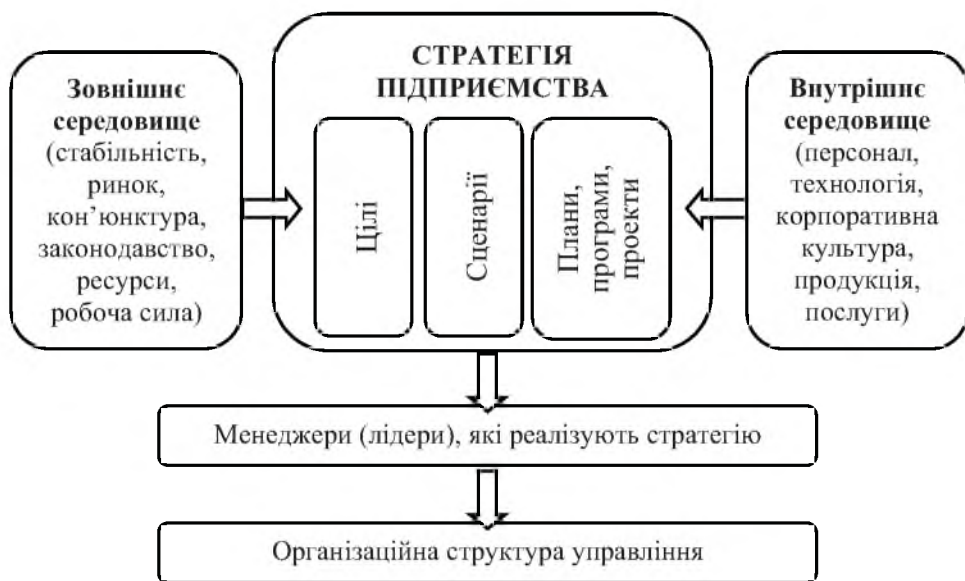 Зовнішнє
середовище
(стабільність,
ринок,
кон’юнктура,
законодавство,
ресурси,
робоча сила)
СТРАТЕГІЯ
ПІДПРИЄМСТВА
Цілі
Сценарії
Плани,
програми,
проекти
Внутрішнє
середовище
(персонал,
технологія,
корпоративна
культура,
продукція,
послуги)
Менеджери (лідери), які реалізують стратегію
Організаційна структура управління